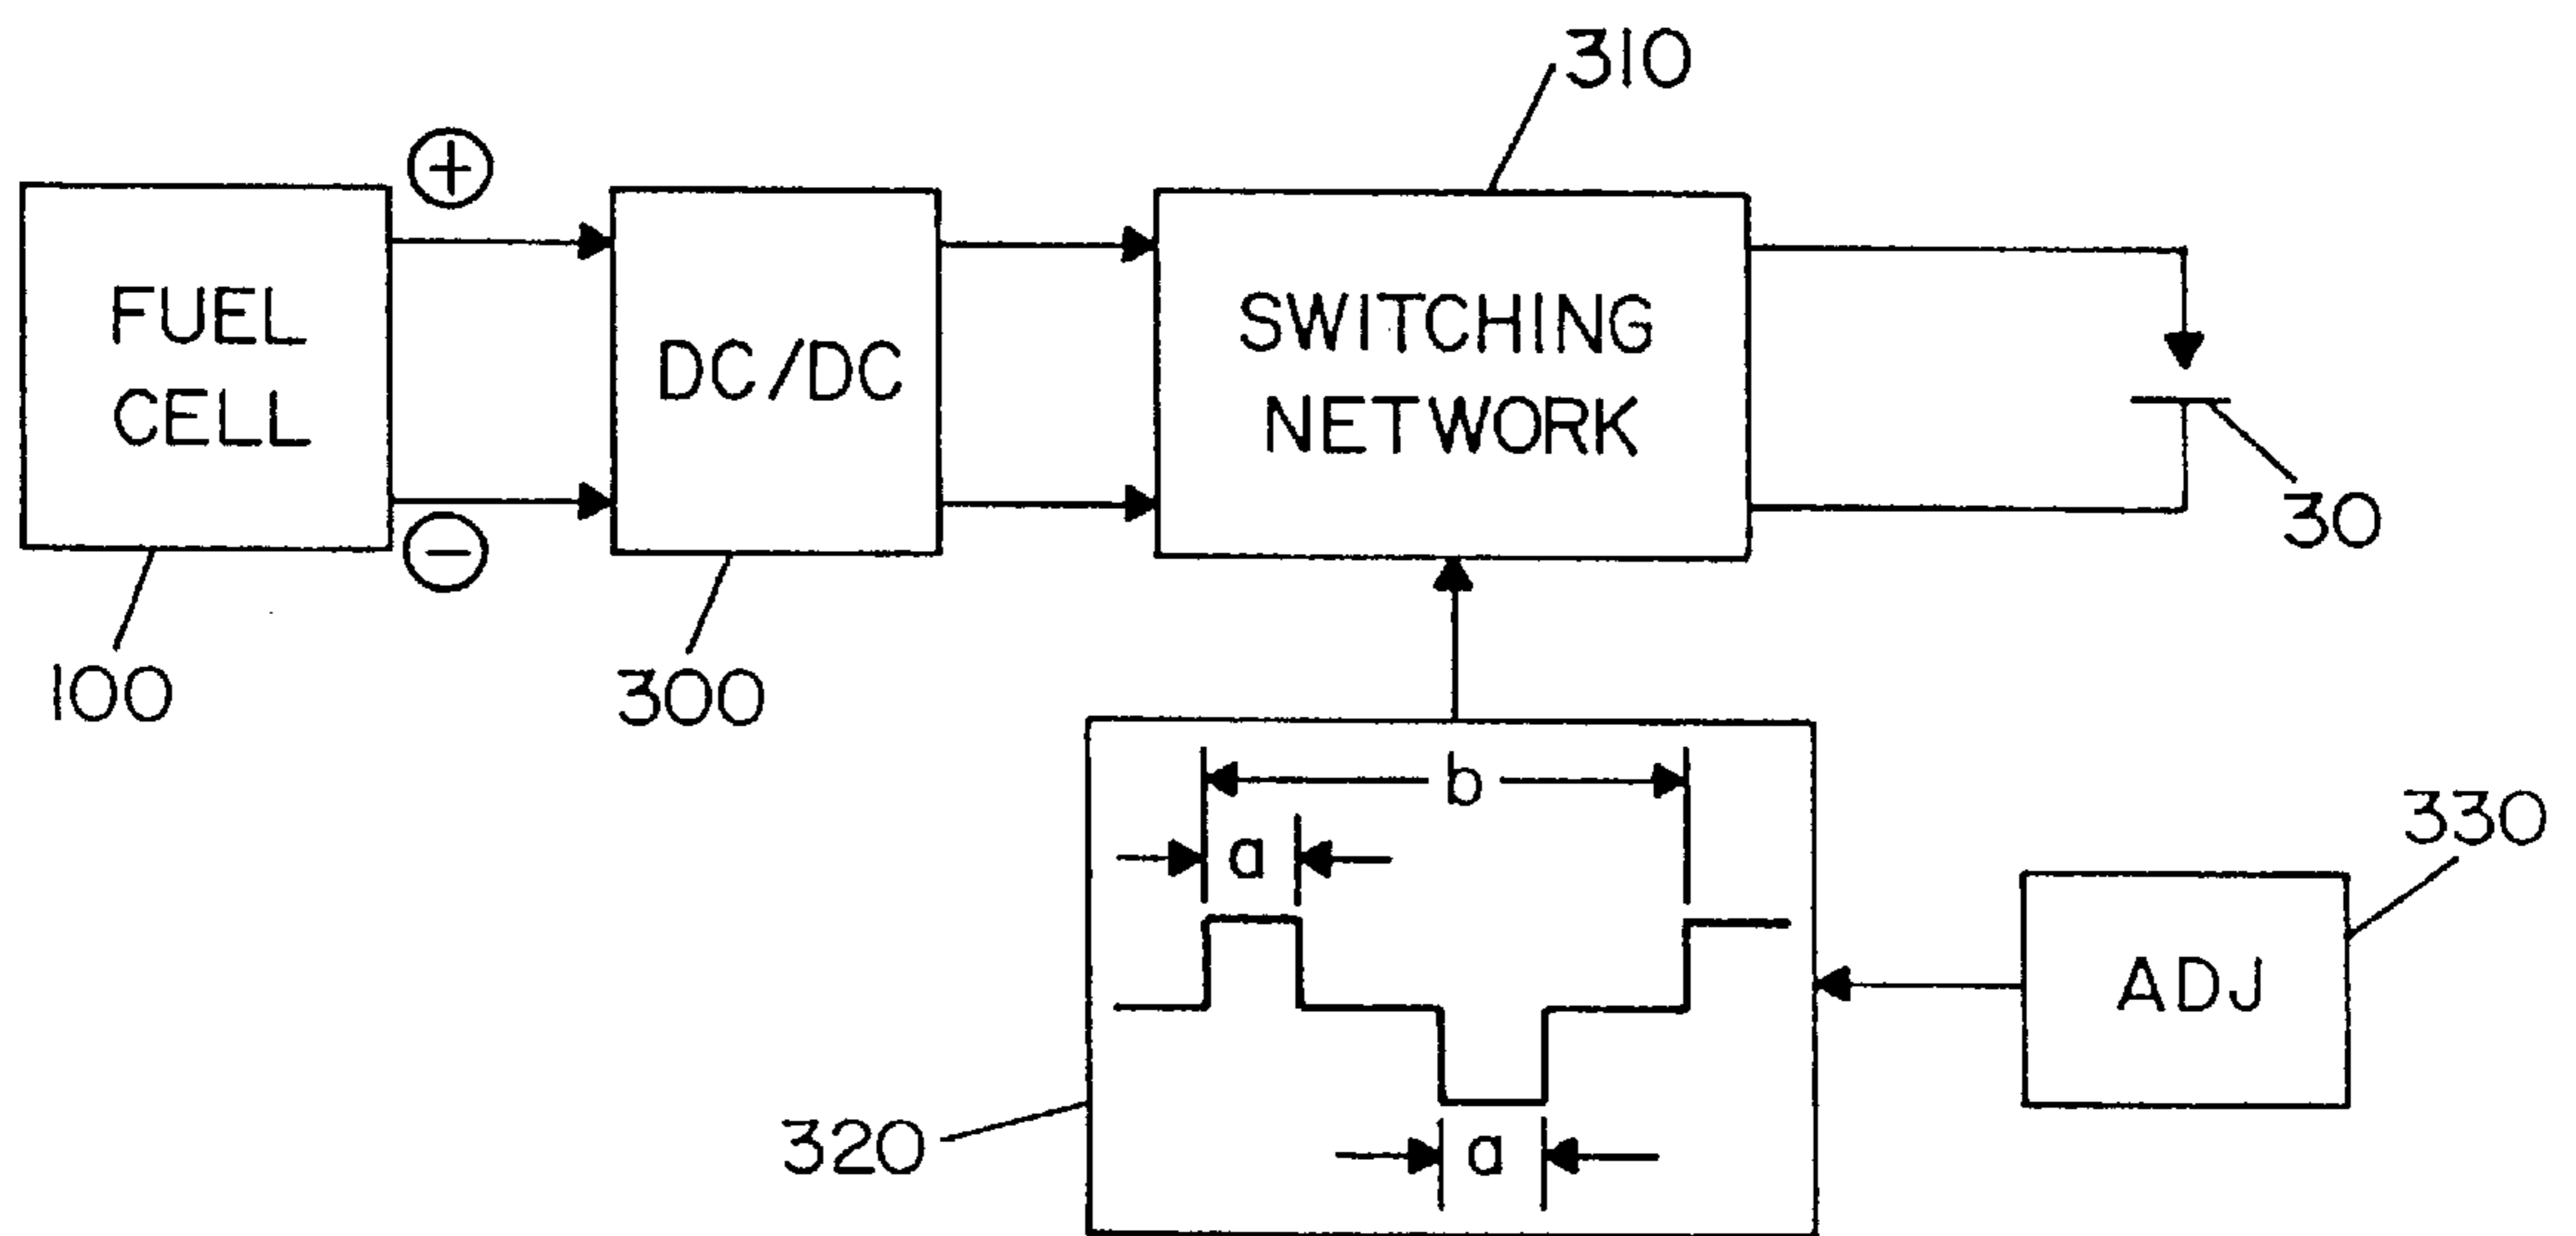 310
+
FUEL
CELL
DC/DC
SWITCHING
NETWORK
−
30
100
300
b
a
330
ADJ
320
a